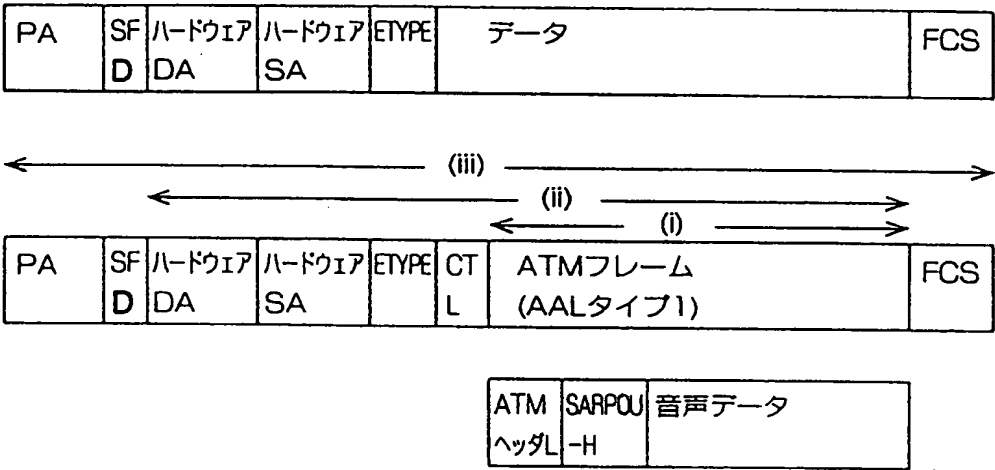 PA SF ハードウェア ハードウェア ETYPE データ FCS
D DA SA
(iii)
(ii)
(i)
PA SF ハードウェア ハードウェア ETYPE CT ATMフレーム FCS
D DA SA L (AALタイプ1)
ATM SARPOU 音声データ
ヘッダL -H